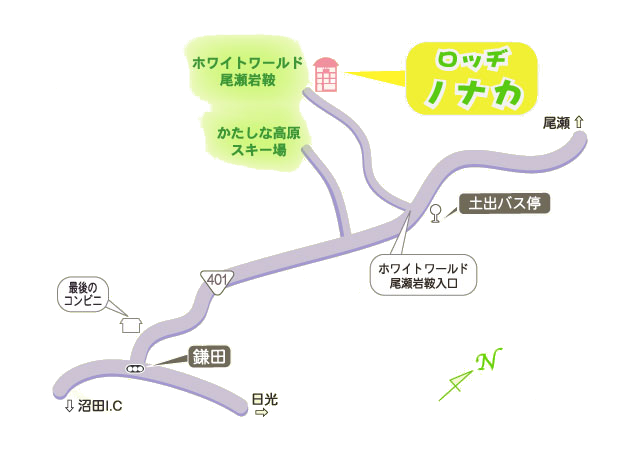 ホワイトワールド
尾瀬岩鞍
ロッヂ
ノナカ
かたしな高原
スキー場
尾瀬⇧
土出バス停
ホワイトワールド
尾瀬岩鞍入口
401
最後の
コンビニ
鎌田
N
⇩沼田I.C
日光
⇨